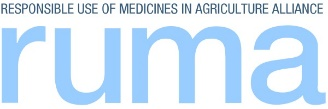 RESPONSIBLE USE OF MEDICINES IN AGRICULTURE ALLIANCE
ruma